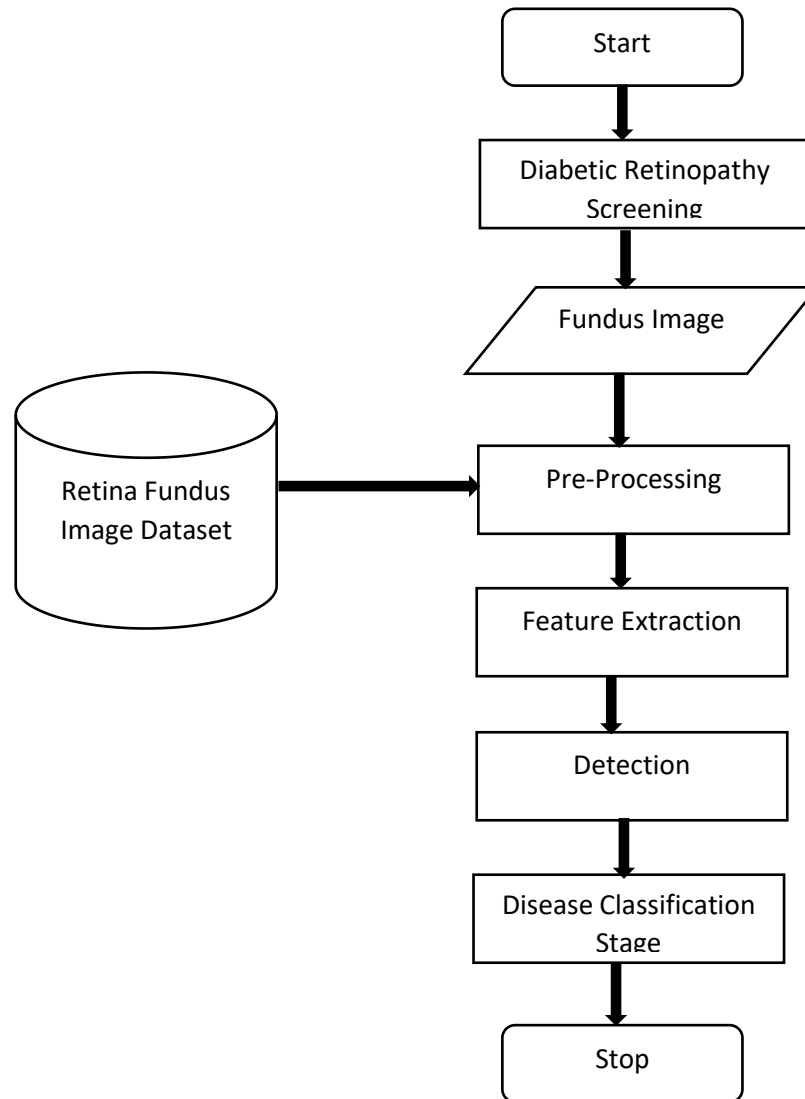 Start
Diabetic Retinopathy
Screening
Fundus Image
Retina Fundus
Image Dataset
Pre-Processing
Feature Extraction
Detection
Disease Classification
Stage
Stop